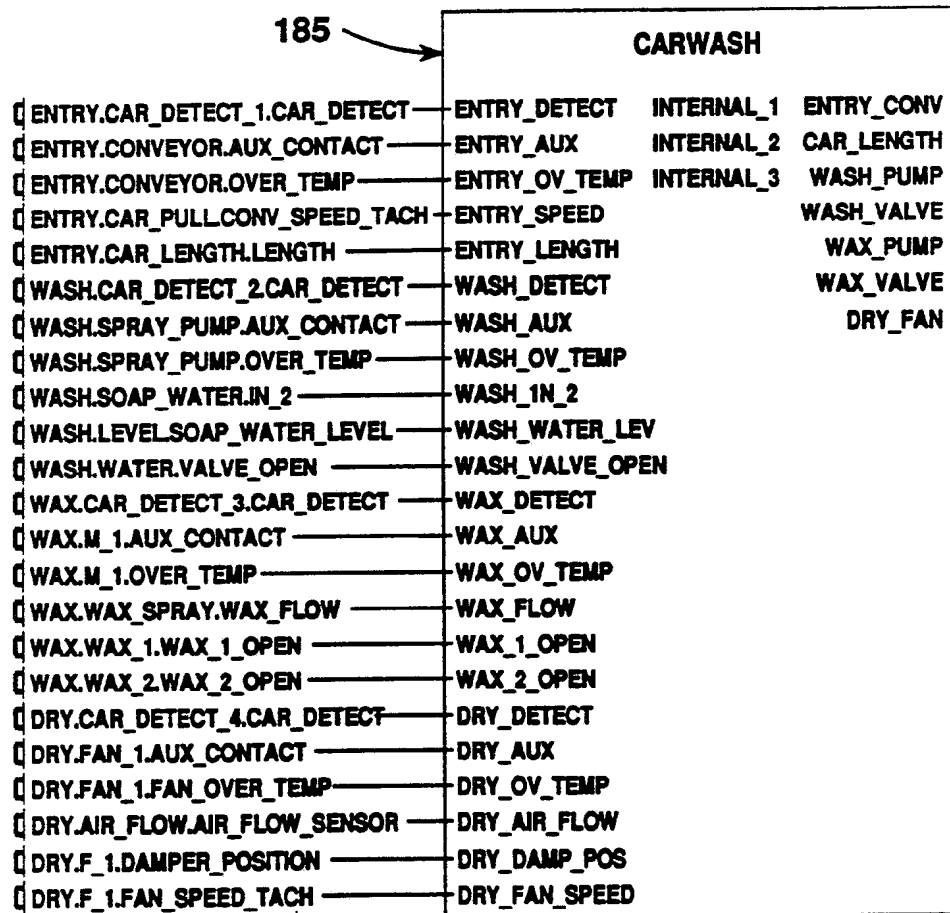 185
CARWASH
ENTRY.CAR_DETECT_1.CAR_DETECT ENTRY_DETECT INTERNAL_1 ENTRY_CONV
ENTRY.CONVEYOR.AUX_CONTACT ENTRY_AUX INTERNAL_2 CAR_LENGTH
ENTRY.CONVEYOR.OVER_TEMP ENTRY_OV_TEMP INTERNAL_3 WASH_PUMP
ENTRY.CAR_PULL.CONV_SPEED_TACH ENTRY_SPEED WASH_VALVE
ENTRY.CAR_LENGTH.LENGTH ENTRY_LENGTH WAX_PUMP
WASH.CAR_DETECT_2.CAR_DETECT WASH_DETECT WAX_VALVE
WASH.SPRAY_PUMP.AUX_CONTACT WASH_AUX DRY_FAN
WASH.SPRAY_PUMP.OVER_TEMP WASH_OV_TEMP
WASH.SOAP_WATER.IN_2 WASH_1N_2
WASH.LEVEL.SOAP_WATER_LEVEL WASH_WATER_LEV
WASH.WATER.VALVE_OPEN WASH_VALVE_OPEN
WAX.CAR_DETECT_3.CAR_DETECT WAX_DETECT
WAX.M_1.AUX_CONTACT WAX_AUX
WAX.M_1.OVER_TEMP WAX_OV_TEMP
WAX.WAX_SPRAY.WAX_FLOW WAX_FLOW
WAX.WAX_1.WAX_1_OPEN WAX_1_OPEN
WAX.WAX_2.WAX_2_OPEN WAX_2_OPEN
DRY.CAR_DETECT_4.CAR_DETECT DRY_DETECT
DRY.FAN_1.AUX_CONTACT DRY_AUX
DRY.FAN_1.FAN_OVER_TEMP DRY_OV_TEMP
DRY.AIR_FLOW.AIR_FLOW_SENSOR DRY_AIR_FLOW
DRY.F_1.DAMPER_POSITION DRY_DAMP_POS
DRY.F_1.FAN_SPEED_TACH DRY_FAN_SPEED